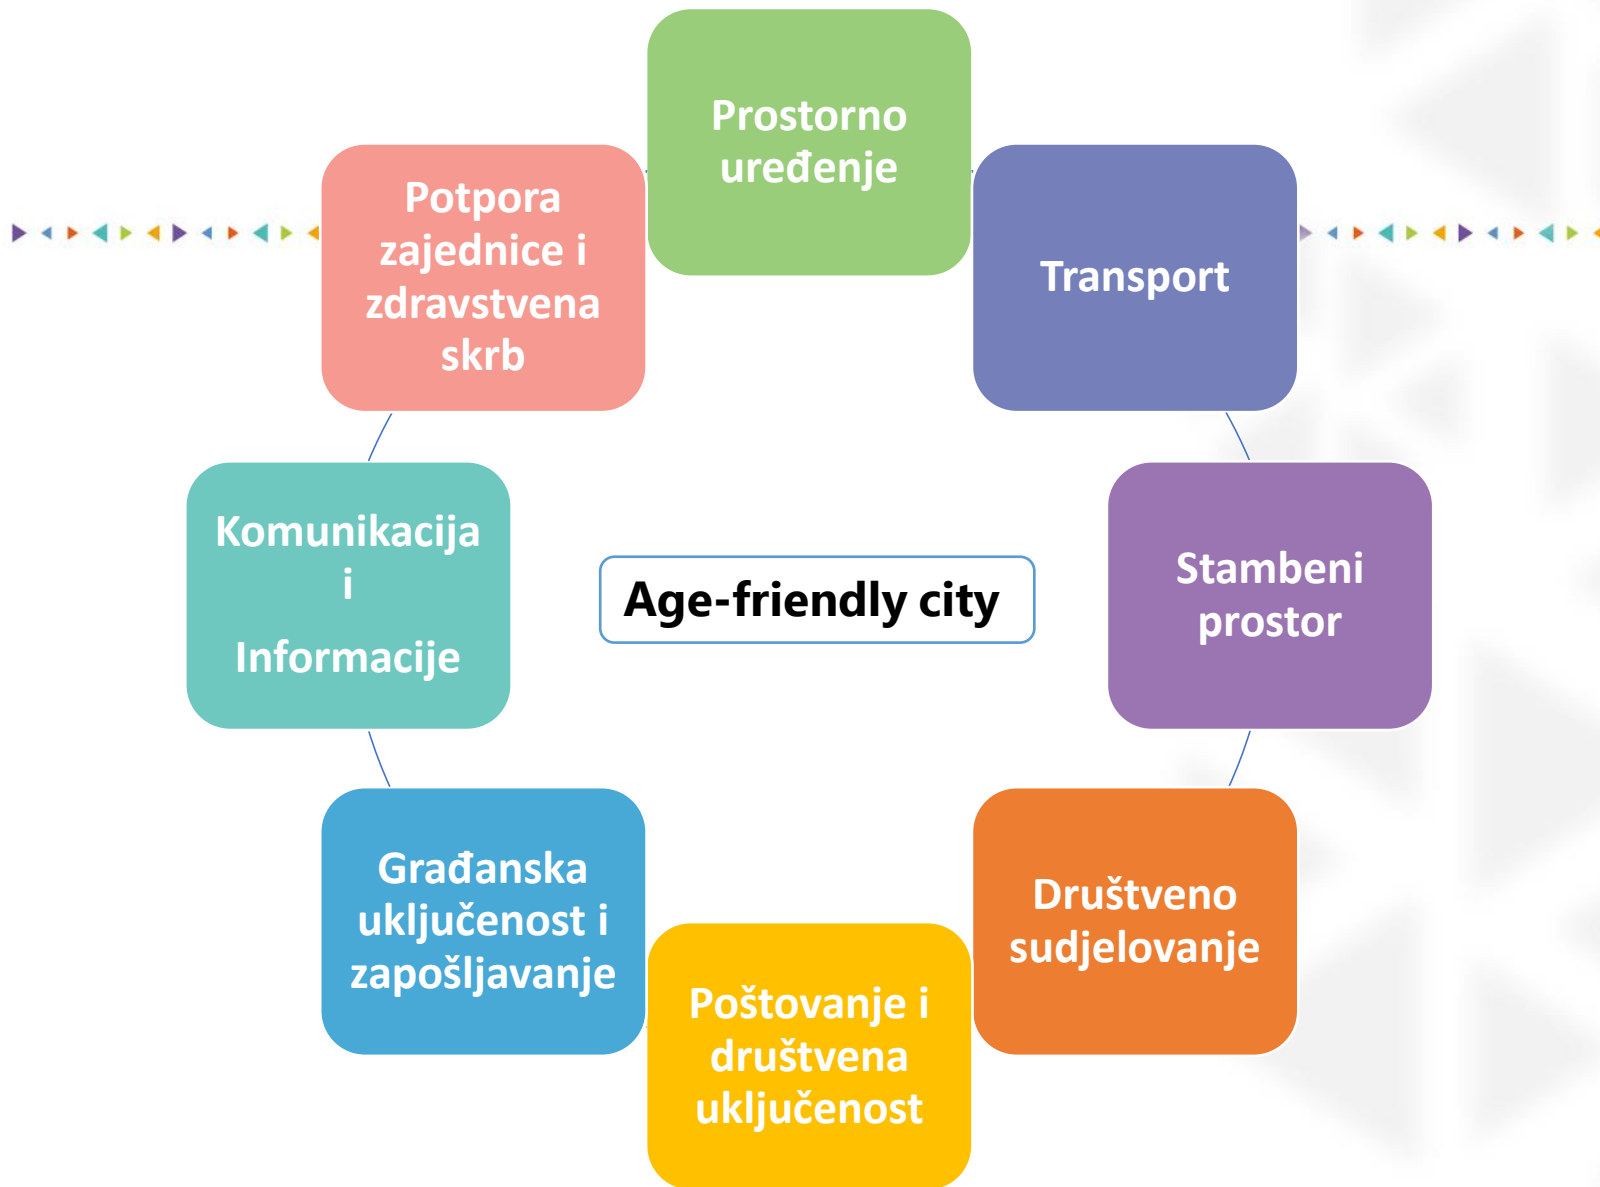 Prostorno
uređenje
Transport
Stambeni
prostor
Društveno
sudjelovanje
Poštovanje i
društvena
uključenost
Građanska
uključenost i
zapošljavanje
Komunikacija
i
Informacije
Potpora
zajednice i
zdravstvena
skrb
Age-friendly city